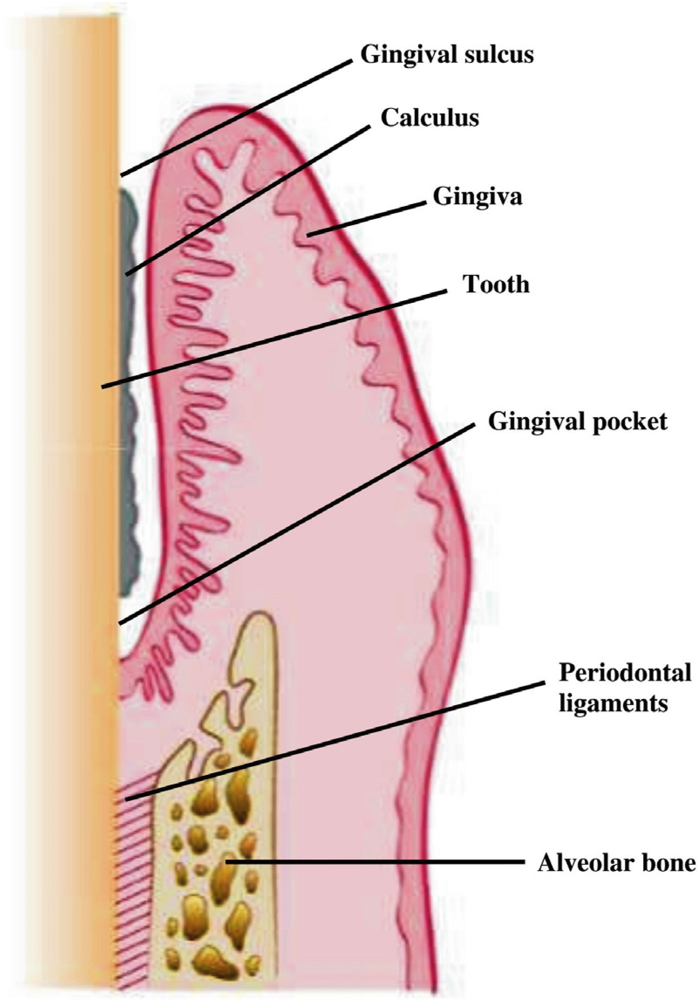 Gingival sulcus
Calculus
Gingiva
Tooth
Gingival pocket
Periodontal
ligaments
Alveolar bone